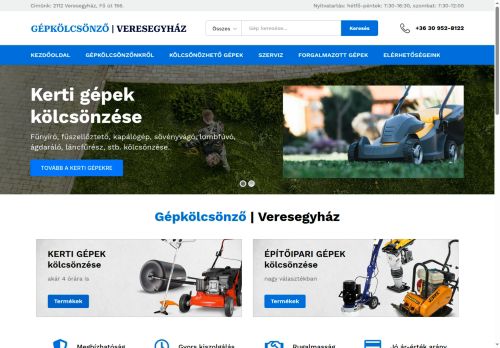 Címünk: 2112 Veresegyház, Fő út 195.
Nyitvatartás: hétfő-péntek: 7:30-16:30, szombat: 7:30-12:00
GÉPKÖLCSÖNZŐ | VERESEGYHÁZ
Összes
Gép keresése...
Keresés
+36 30 952-8122
KEZDŐOLDAL GÉPKÖLCSÖNZŐNKRŐL KÖLCSÖNÖZHETŐ GÉPEK SZERVIZ FORGALMAZOTT GÉPEK ELÉRHETŐSÉGEINK
Kerti gépek
kölcsönzése
Fűnyíró, fűszellőztető, kapálógép, sövényvágó, lombfúvó,
ágdaráló, láncfűrész, stb. kölcsönzése.
TOVÁBB A KERTI GÉPEKRE
Gépkölcsönző | Veresegyház
KERTI GÉPEK
kölcsönzése
akár 4 órára is
Termékek
ÉPÍTŐIPARI GÉPEK
kölcsönzése
nagy választékban
Termékek
Megbízhatóság
Gyors kiszolgálás
Rugalmasság
Jó ár-érték arány